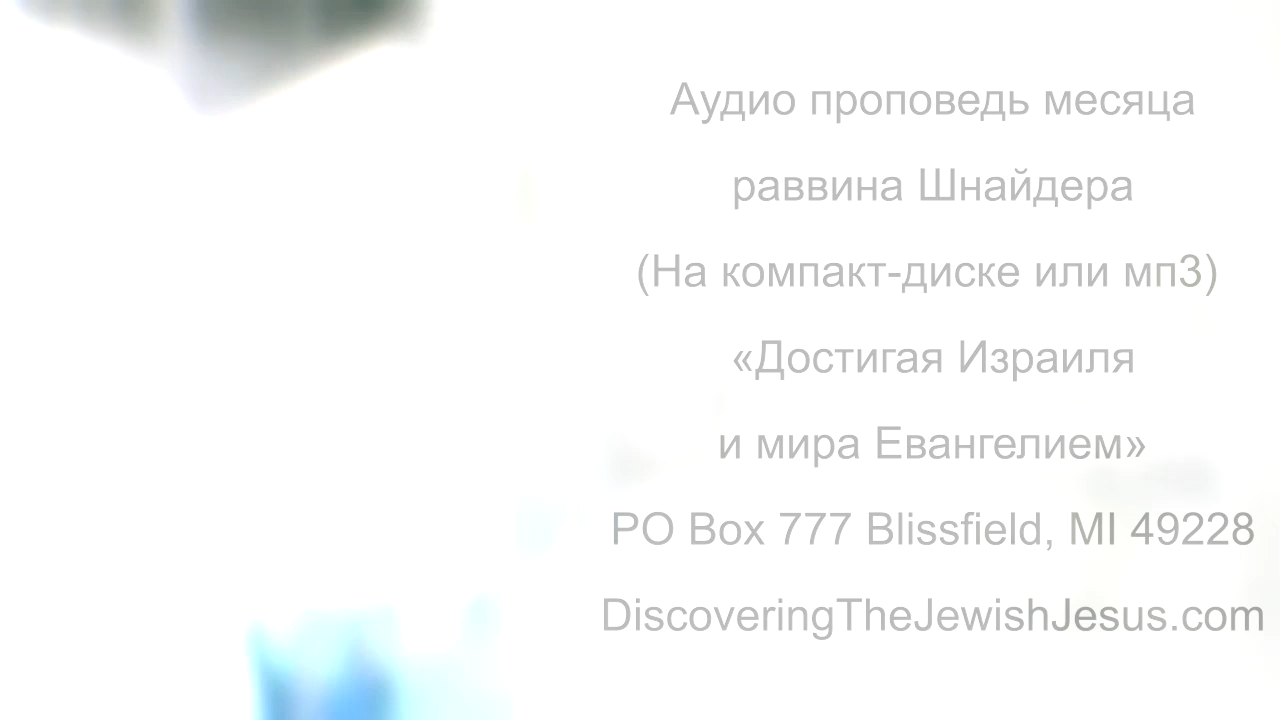 Аудио проповедь месяца
раввина Шнайдера
(На компакт-диске или мп3)
«Достигая Израиля
и мира Евангелием»
PO Box 777 Blissfield, MI 49228
DiscoveringTheJewishJesus.com